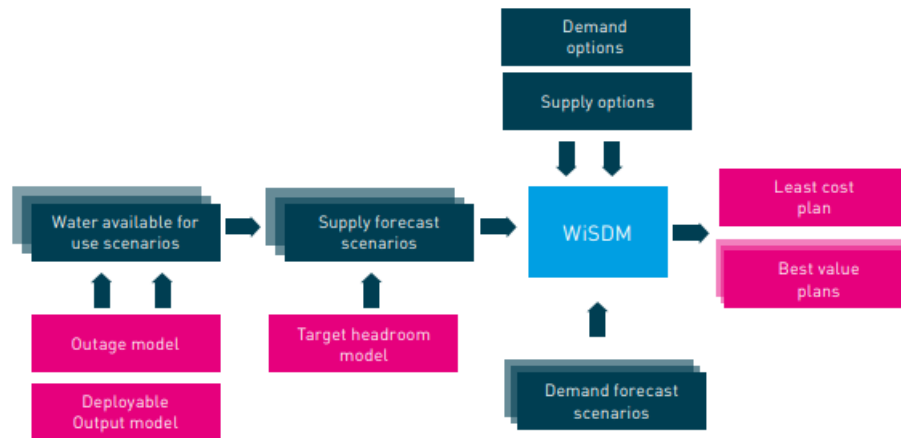 Demand
options
Supply options
Water available for
use scenarios
Supply forecast
scenarios
WiSDM
Least cost
plan
Best value
plans
Outage model
Target headroom
model
Deployable
Output model
Demand forecast
scenarios